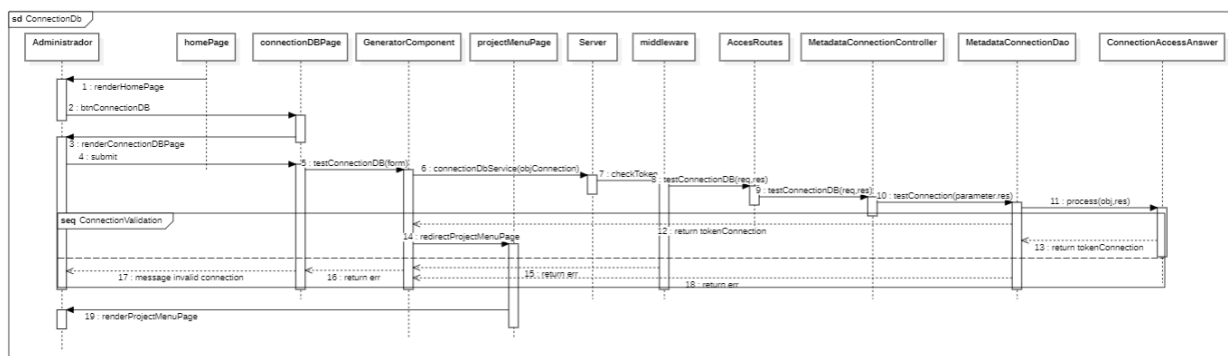 sd ConnectionDb
Administrador
homePage
connectionDBPage
GeneratorComponent
projectMenuPage
Server
middleware
AccesRoutes
MetadataConnectionController
MetadataConnectionDao
ConnectionAccessAnswer
1 : renderHomePage
2 : btnConnectionDB
3 : renderConnectionDBPage
4 : submit
5 : testConnectionDB(form)
6 : connectionDbService(objConnection)
7 : checkToken
8 : testConnectionDB(req,res)
9 : testConnectionDB(req,res)
10 : testConnection(parameter.res)
11 : process(obj,res)
seq ConnectionValidation
12 : return tokenConnection
13 : return tokenConnection
14 : redirectProjectMenuPage
15 : return err
16 : return err
17 : message invalid connection
18 : return err
19 : renderProjectMenuPage